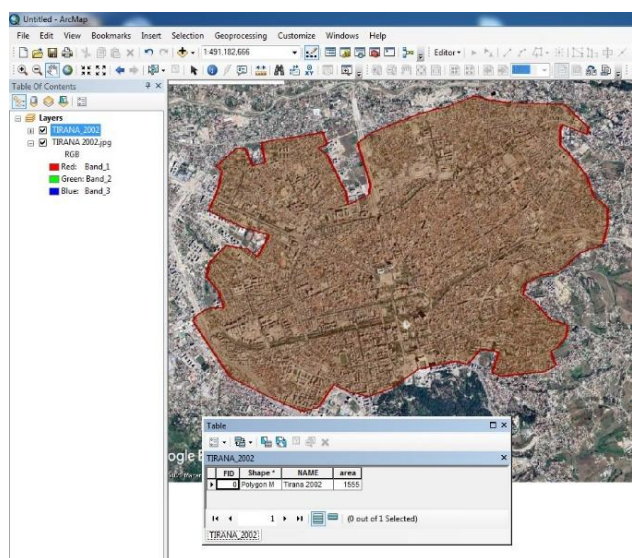 Untitled - ArcMap
File Edit View Bookmarks Insert Selection Geoprocessing Customize Windows Help
1:491,182,666
Editor
Table Of Contents
Layers
TIRANA_2002
TIRANA 2002.jpg
RGB
Red: Band_1
Green: Band_2
Blue: Band_3
Table
TIRANA_2002
FID Shape * NAME area
0 Polygon M Tirana 2002 1555
1
(0 out of 1 Selected)
TIRANA_2002